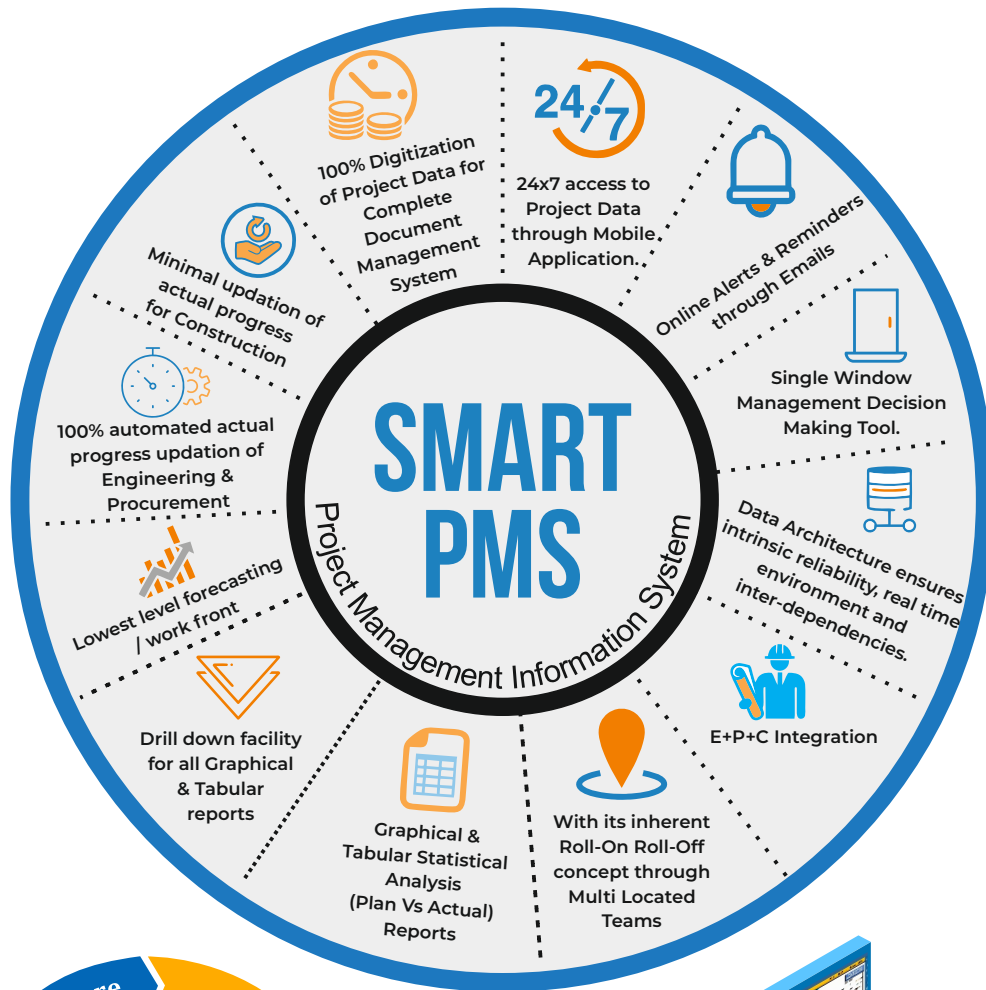 SMART
PMS
Project Management Information System
24/7
24x7 access to
Project Data
through Mobile
Application.
Online Alerts & Reminders
through Emails
Single Window
Management Decision
Making Tool.
Data Architecture ensures
intrinsic reliability, real time
environment and
inter-dependencies.
E+P+C Integration
With its inherent
Roll-On Roll-Off
concept through
Multi Located
Teams
Graphical &
Tabular Statistical
Analysis
(Plan Vs Actual)
Reports
Drill down facility
for all Graphical
& Tabular
reports
Lowest level forecasting
/ work front
100% automated actual
progress updation of
Engineering &
Procurement
Minimal updation of
actual progress
for Construction
100% Digitization
of Project Data for
Complete
Document
Management
System